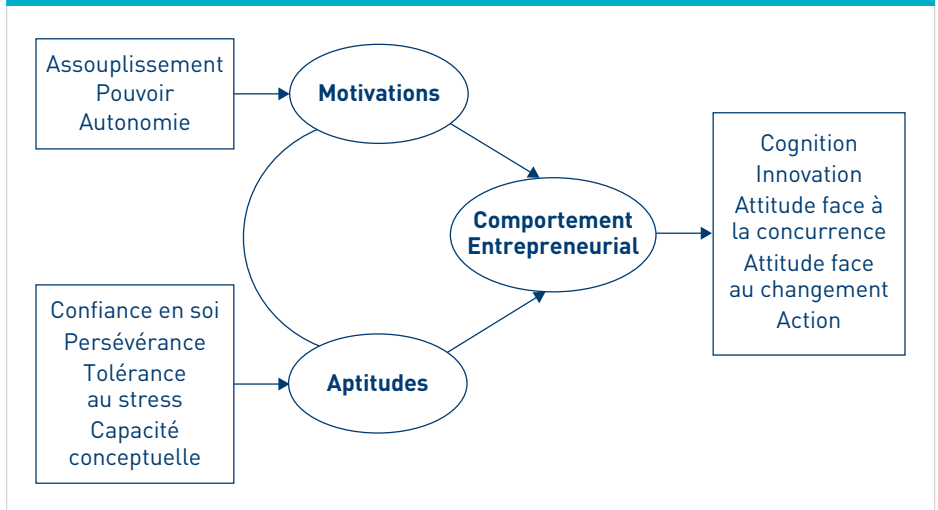 Assouplissement
Pouvoir
Autonomie
Motivations
Confiance en soi
Persévérance
Tolérance
au stress
Capacité
conceptuelle
Aptitudes
Comportement
Entrepreneurial
Cognition
Innovation
Attitude face à
la concurrence
Attitude face
au changement
Action